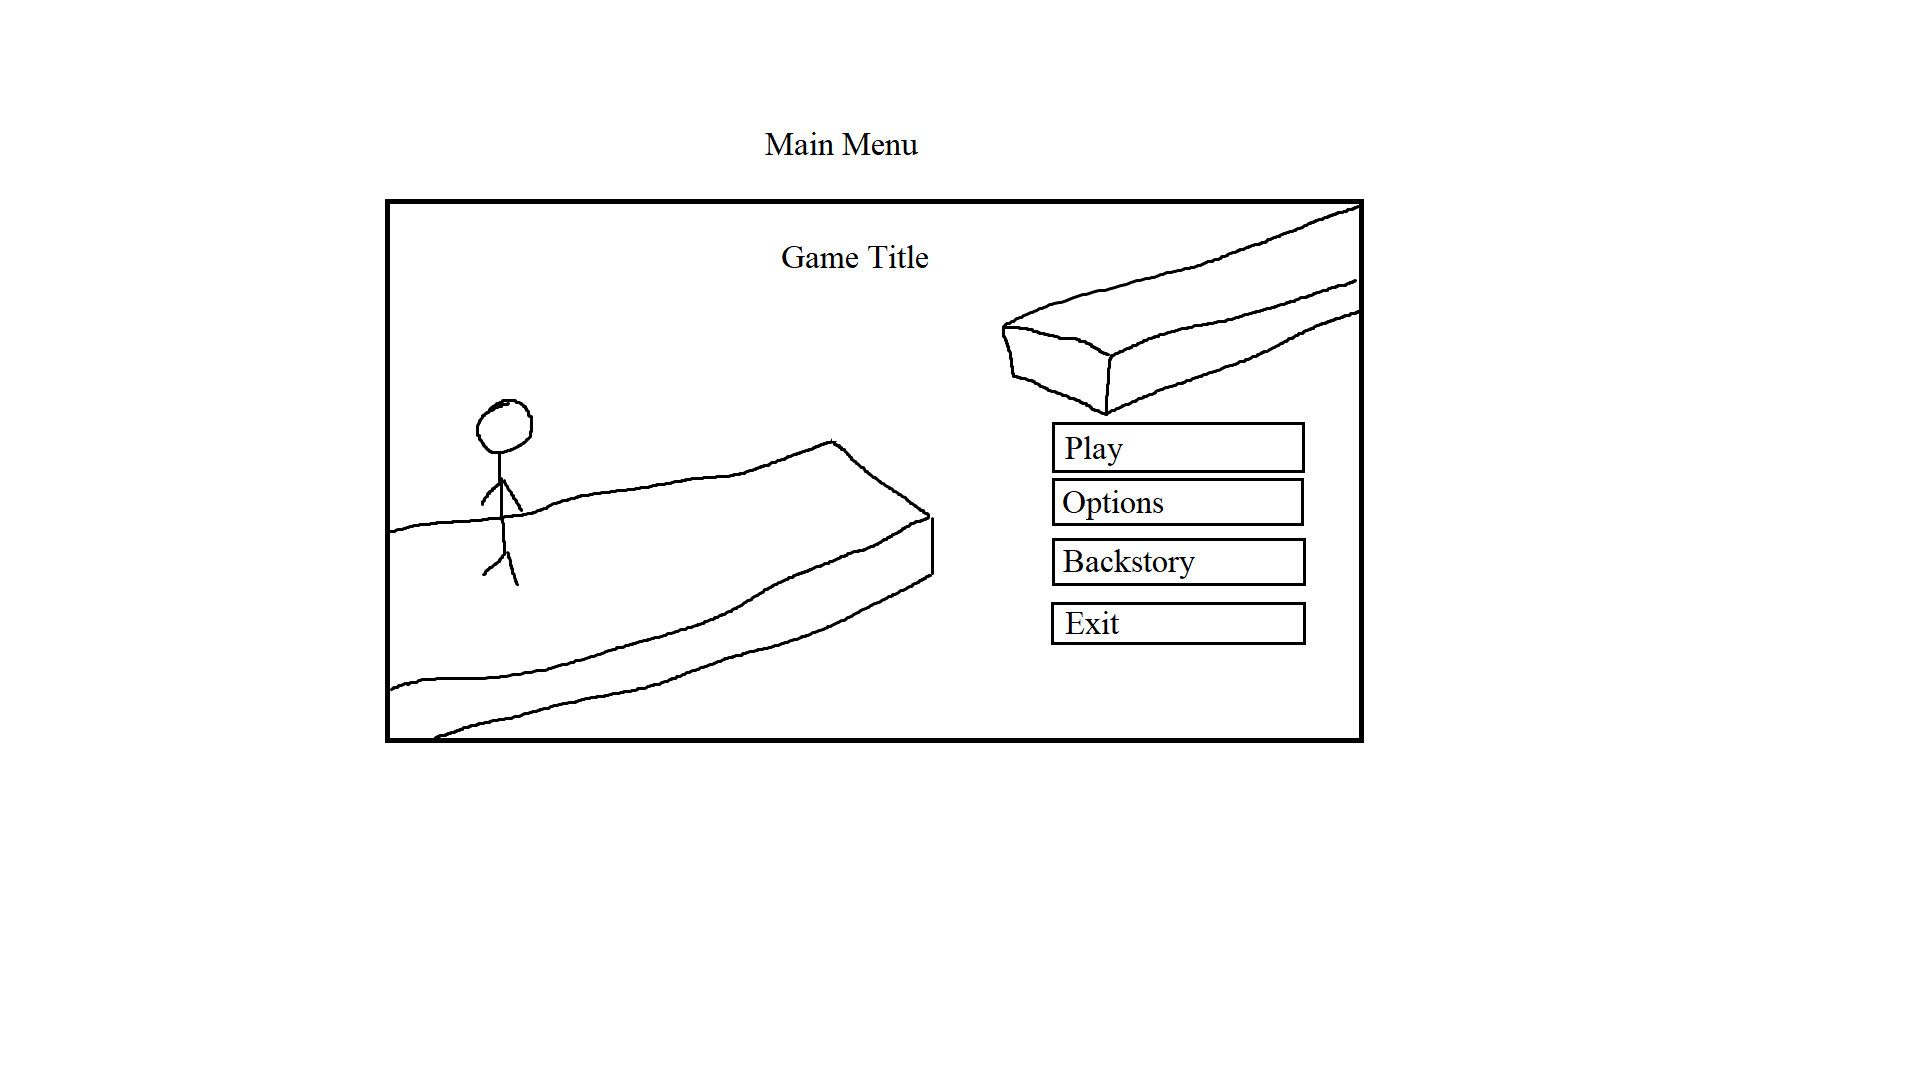 Main Menu
Game Title
Play
Options
Backstory
Exit